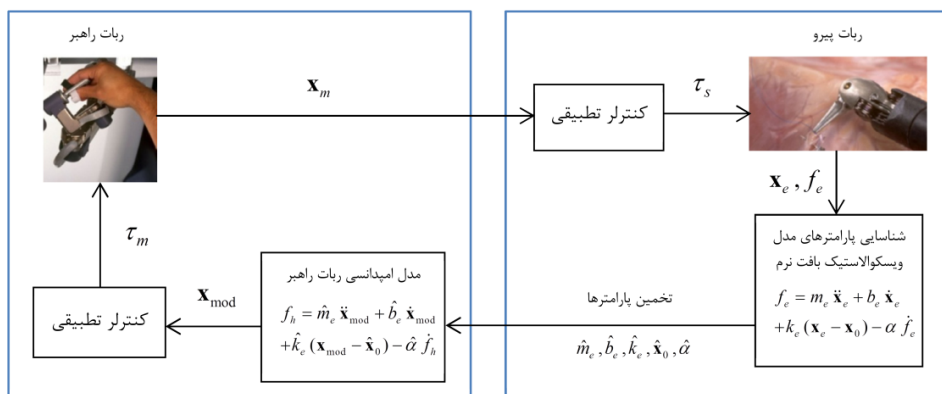 ربات راهبر
ربات پیرو
𝐱_m
کنترلر تطبیقی
τ_s
𝐱_e , f_e
شناسایی پارامترهای مدل
ویسکوالاستیک بافت نرم
f_e = m_e 𝐱̈_e + b_e 𝐱̇_e
+k_e (𝐱_e − 𝐱_0) − α ḟ_e
تخمین پارامترها
m̂_e , b̂_e , k̂_e , 𝐱̂_0 , α̂
مدل امپدانسی ربات راهبر
f_h = m̂_e 𝐱̈_mod + b̂_e 𝐱̇_mod
+k̂_e (𝐱_mod − 𝐱̂_0) − α̂ ḟ_h
𝐱_mod
کنترلر تطبیقی
τ_m